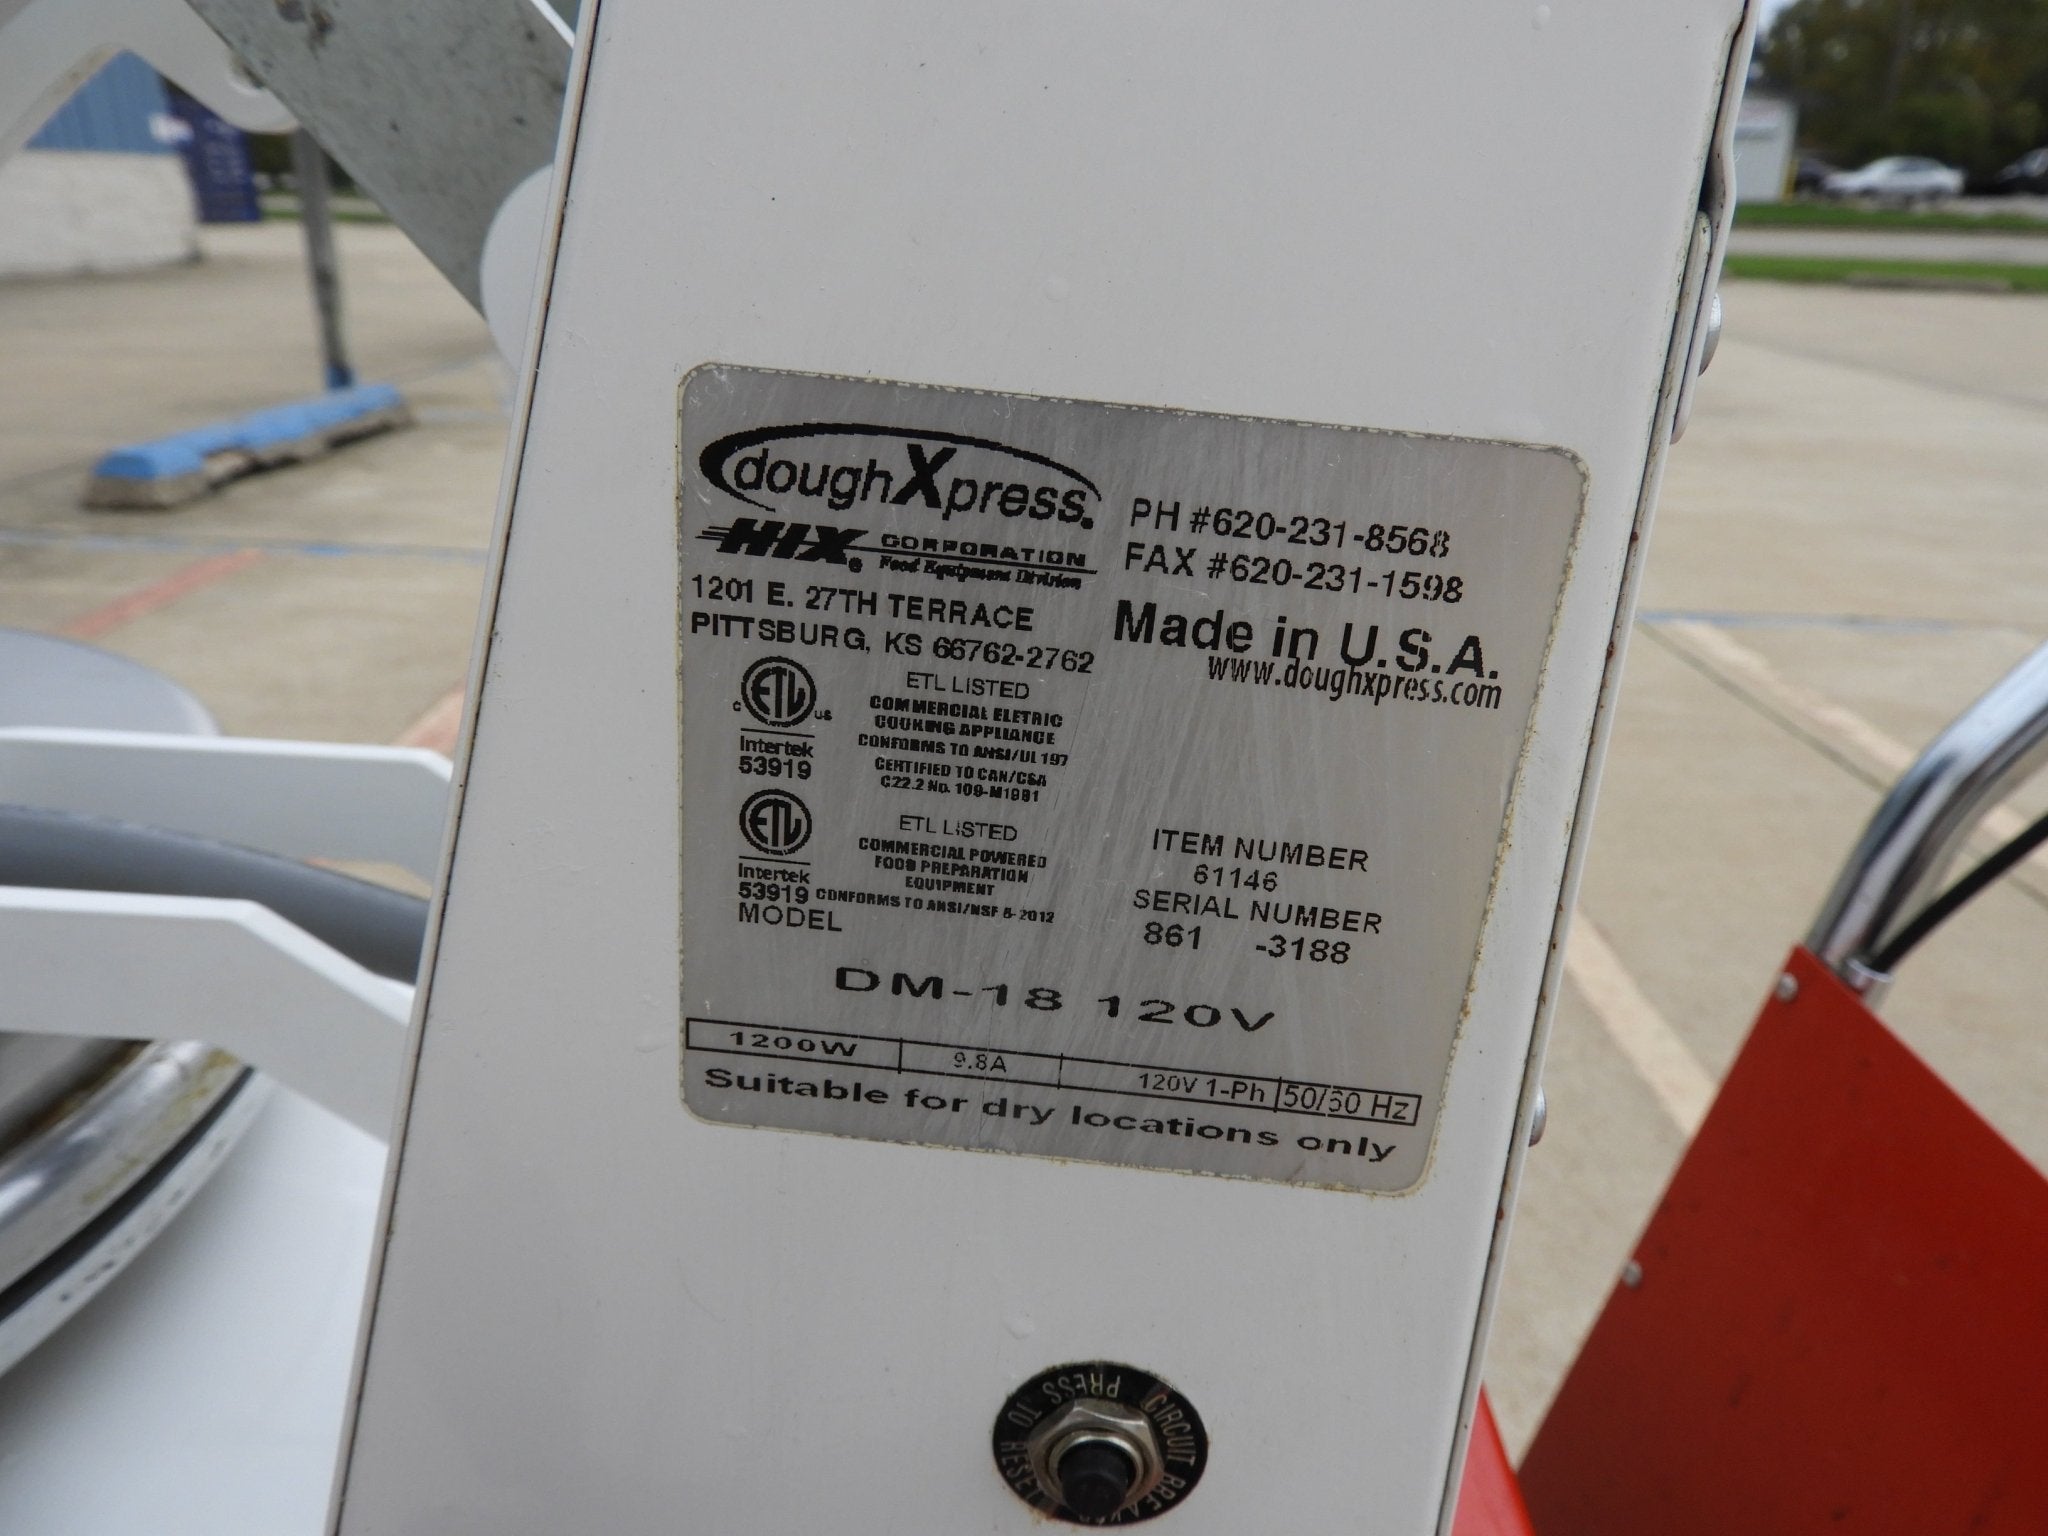 doughXpress.
HIX® CORPORATION
Food Equipment Division
1201 E. 27TH TERRACE
PITTSBURG, KS 66762-2762
PH #620-231-8568
FAX #620-231-1598
Made in U.S.A.
www.doughxpress.com
C ETL US
Intertek
53919
ETL LISTED
COMMERCIAL ELETRIC
COOKING APPLIANCE
CONFORMS TO ANSI/UL 197
CERTIFIED TO CAN/CSA
C22.2 No. 109-M1981
ETL
Intertek
53919
ETL LISTED
COMMERCIAL POWERED
FOOD PREPARATION
EQUIPMENT
CONFORMS TO ANSI/NSF 8-2012
ITEM NUMBER
61146
SERIAL NUMBER
861 -3188
MODEL
DM-18 120V
1200W 9.8A 120V 1-Ph 50/60 Hz
Suitable for dry locations only
CIRCUIT BREAKER
PRESS TO RESET